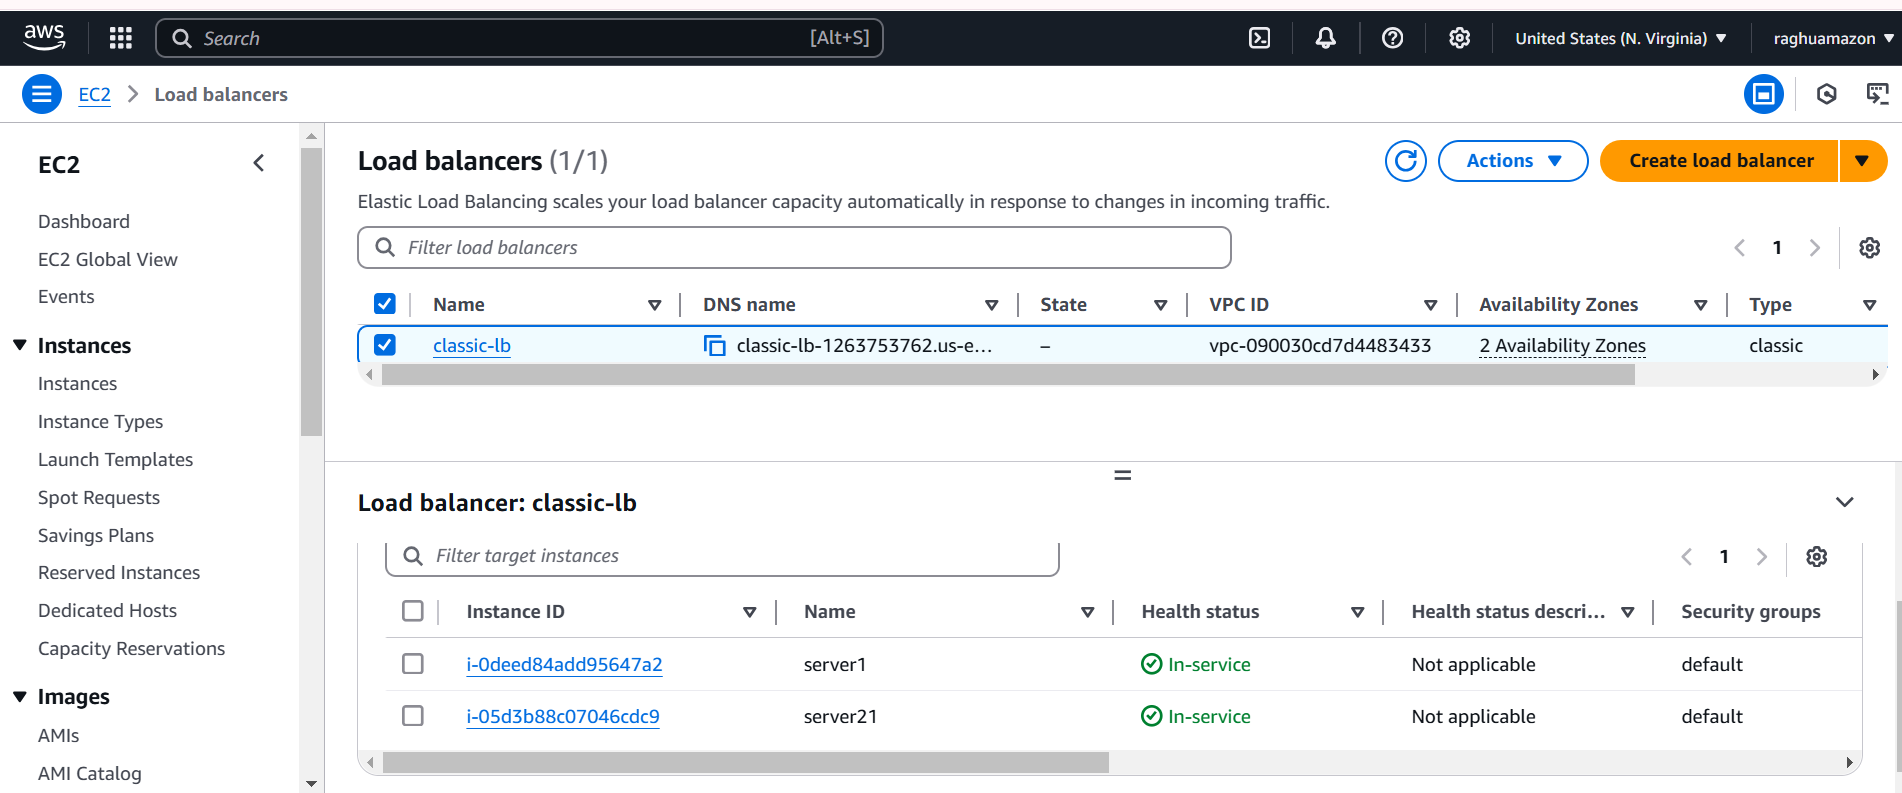 aws
Search [Alt+S]
United States (N. Virginia)
raghuamazon
EC2 Load balancers
EC2
Dashboard
EC2 Global View
Events
Instances
Instances
Instance Types
Launch Templates
Spot Requests
Savings Plans
Reserved Instances
Dedicated Hosts
Capacity Reservations
Images
AMIs
AMI Catalog
Load balancers (1/1)
Actions
Create load balancer
Elastic Load Balancing scales your load balancer capacity automatically in response to changes in incoming traffic.
Filter load balancers
1
Name DNS name State VPC ID Availability Zones Type
classic-lb classic-lb-1263753762.us-e... – vpc-090030cd7d4483433 2 Availability Zones classic
Load balancer: classic-lb
Filter target instances
1
Instance ID Name Health status Health status descri... Security groups
i-0deed84add95647a2 server1 In-service Not applicable default
i-05d3b88c07046cdc9 server21 In-service Not applicable default